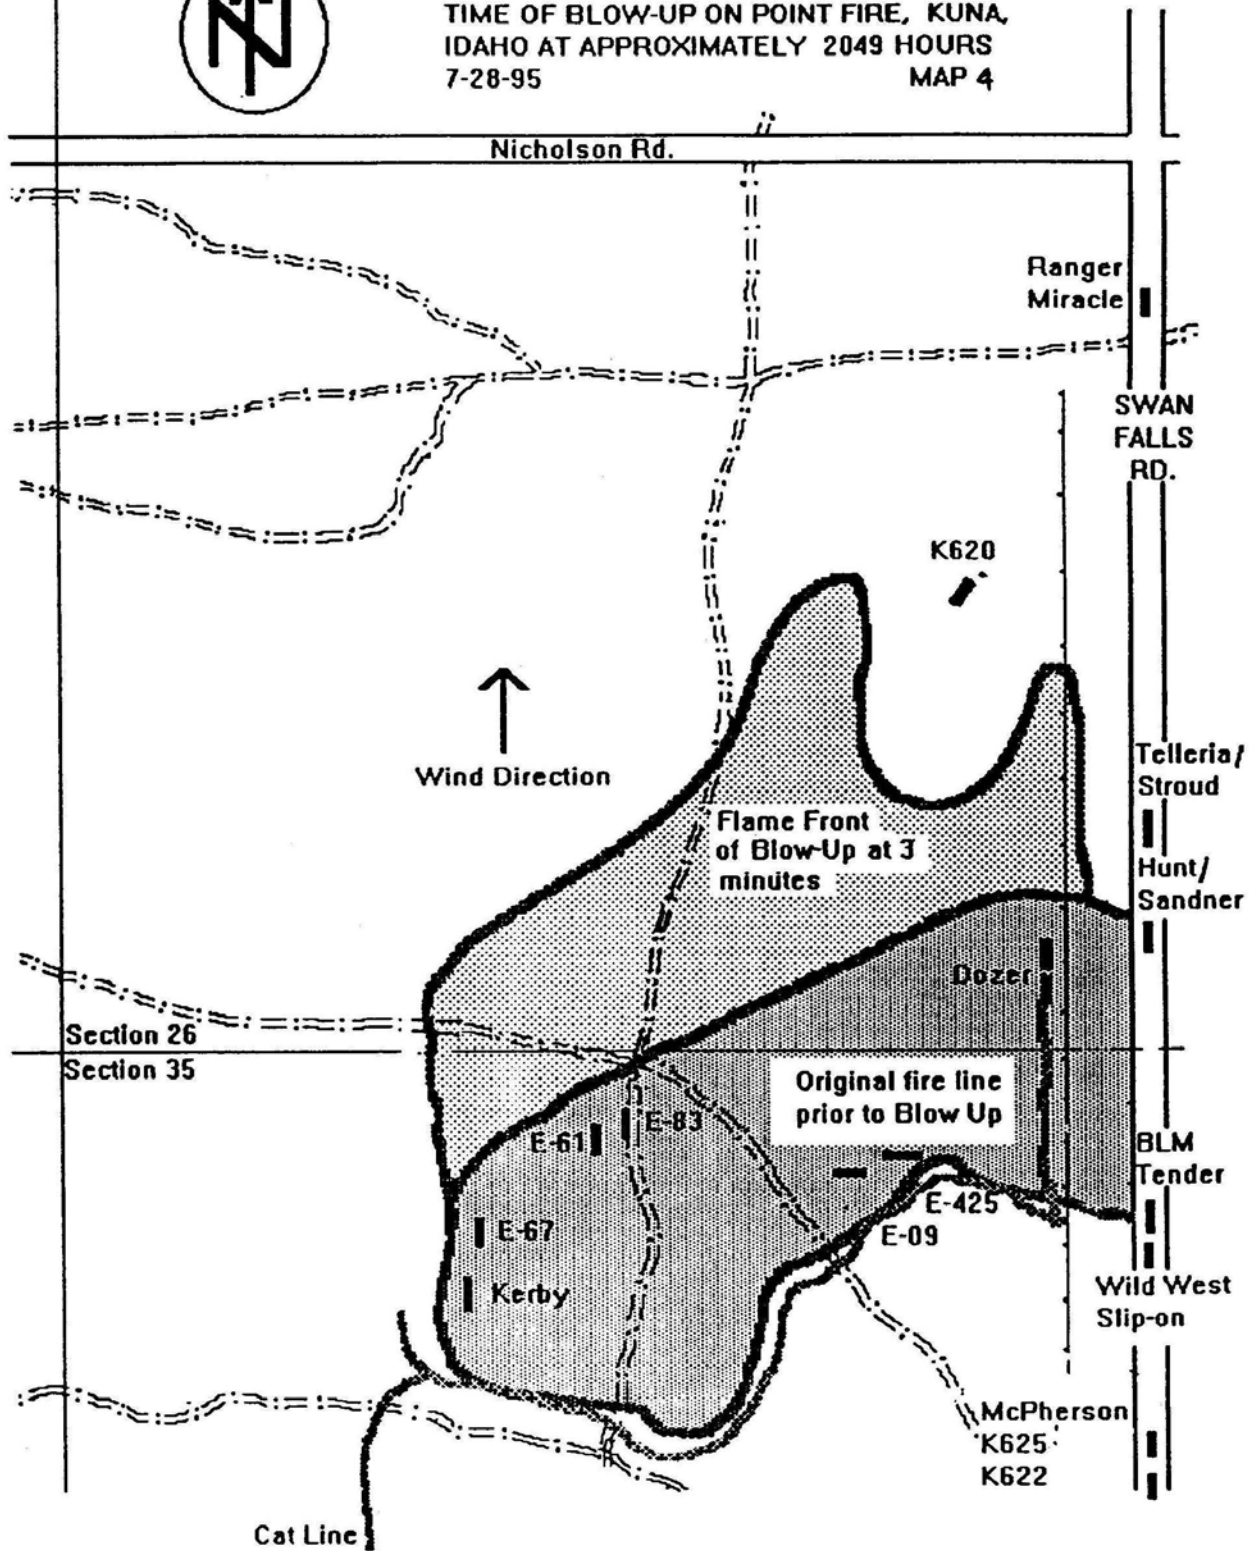 N
TIME OF BLOW-UP ON POINT FIRE, KUNA,
IDAHO AT APPROXIMATELY 2049 HOURS
7-28-95 MAP 4
Nicholson Rd.
Ranger
Miracle
SWAN
FALLS
RD.
K620
Wind Direction
Telleria/
Stroud
Flame Front
of Blow-Up at 3
minutes
Hunt/
Sandner
Dozer
Section 26
Section 35
Original fire line
prior to Blow Up
E-83
E-61
BLM
Tender
E-425
E-67
E-09
Kerby
Wild West
Slip-on
McPherson
K625
K622
Cat Line